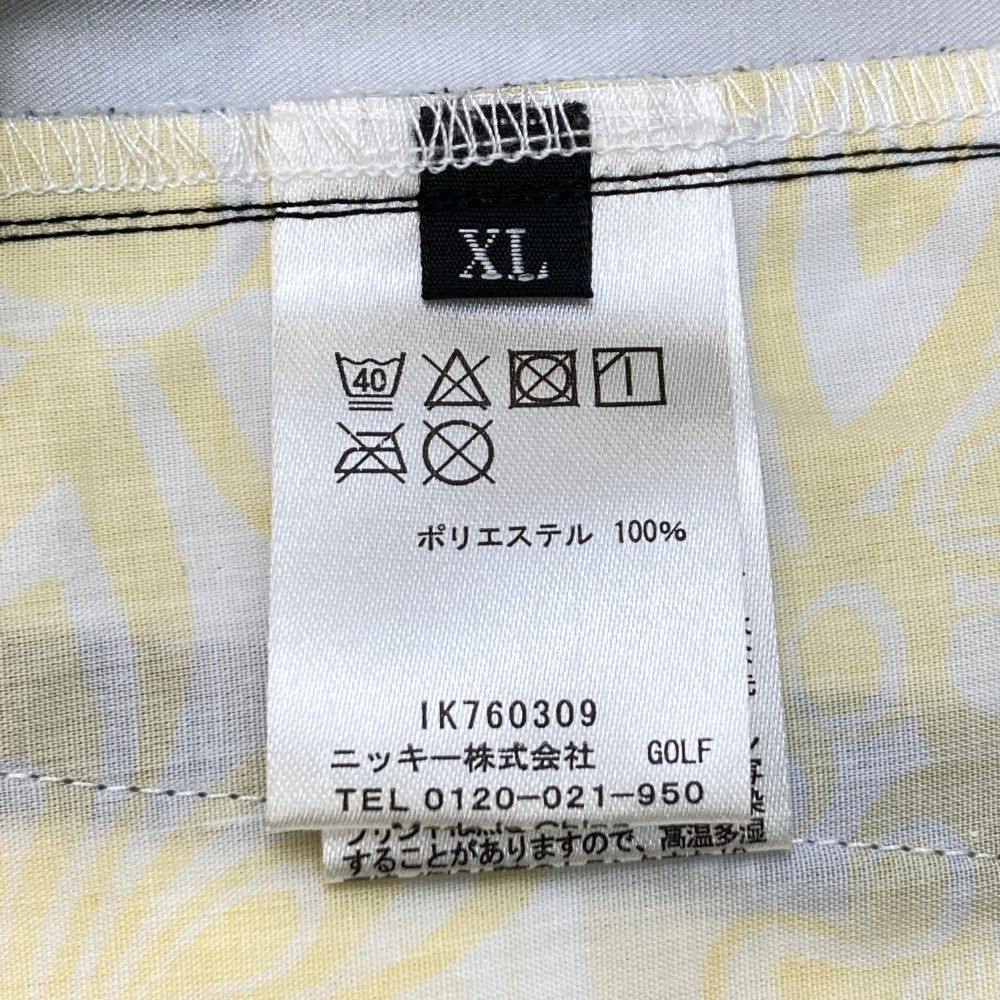 XL
40
ポリエステル 100%
IK760309
ニッキー株式会社 GOLF
TEL 0120-021-950
することがありますので、高温多湿